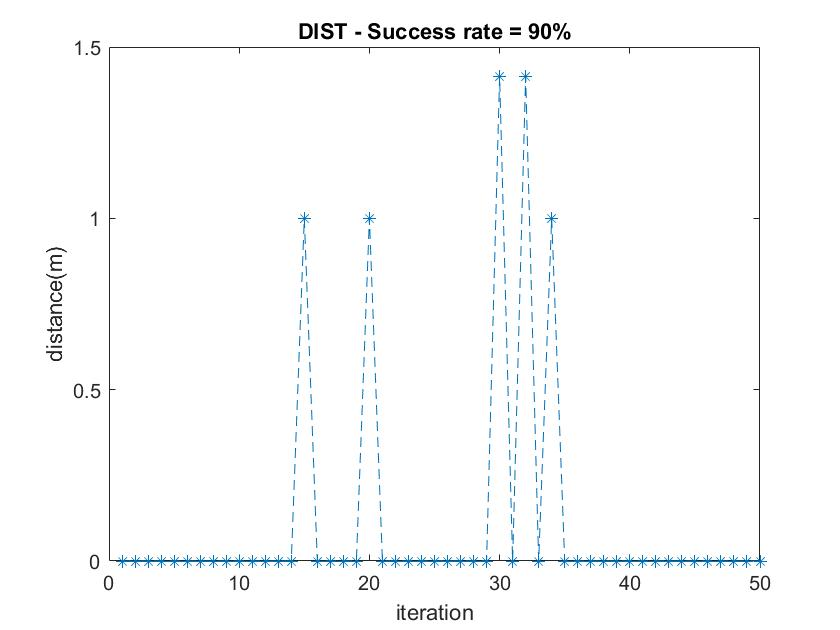 DIST - Success rate = 90%
1.5
1
0.5
0
distance(m)
0 10 20 30 40 50
iteration